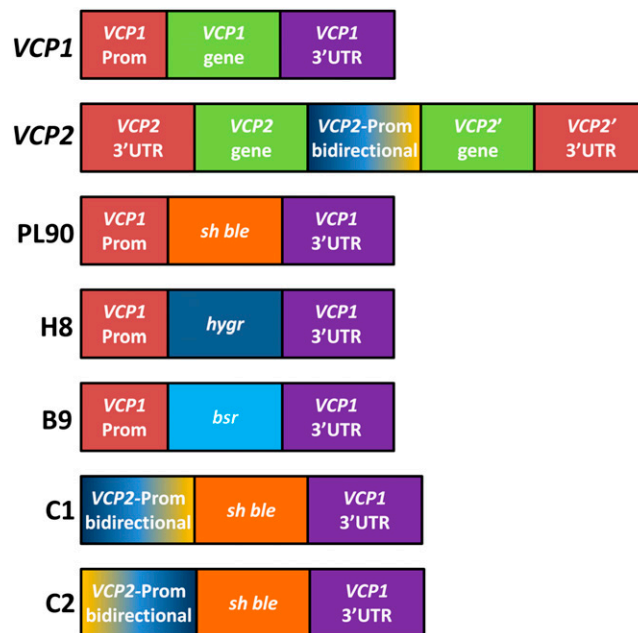 VCP1
VCP1 Prom
VCP1 gene
VCP1 3'UTR
VCP2
VCP2 3'UTR
VCP2 gene
VCP2-Prom bidirectional
VCP2' gene
VCP2' 3'UTR
PL90
VCP1 Prom
sh ble
VCP1 3'UTR
H8
VCP1 Prom
hygr
VCP1 3'UTR
B9
VCP1 Prom
bsr
VCP1 3'UTR
C1
VCP2-Prom bidirectional
sh ble
VCP1 3'UTR
C2
VCP2-Prom bidirectional
sh ble
VCP1 3'UTR